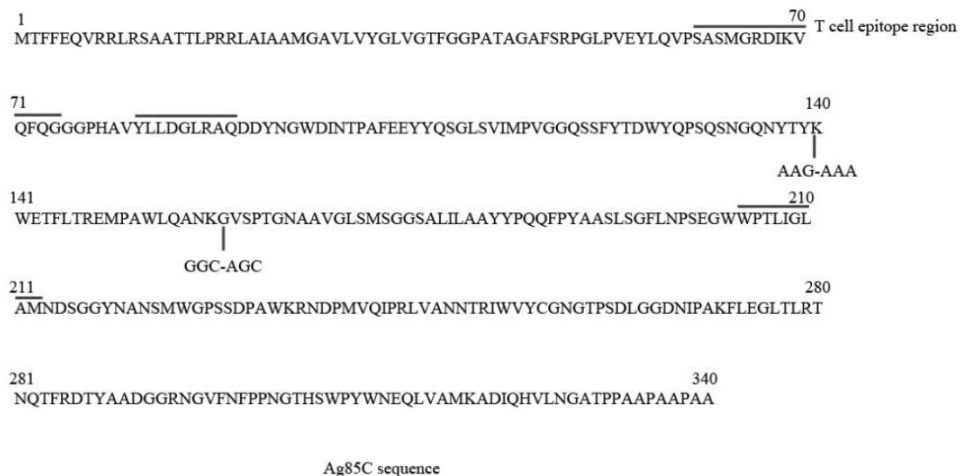 1 70
MTFFEQVRRLRSAATTLPRRLAIAAMGAVLVYGLVGTFGGPATAGAFSRPGLPVEYLQVPSASMGRDIKV T cell epitope region
71 140
QFQGGGPHAVYLLDGLRAQDDYNGWDINTPAFEEYYQSGLSVIMPVGGQSSFYTDWYQPSQSNGQNYTYK
AAG-AAA
141 210
WETFLTREMPAWLQANKGVSPTGNAAVGLSMSGGSALILAAYYPQQFPYAASLSGFLNPSEGWWPTLIGL
GGC-AGC
211 280
AMNDSGGYNANSMWGPSSDPAWKRNDPMVQIPRLVANNTRIWVYCGNGTPSDLGGDNIPAKFLEGLTLRT
281 340
NQTFRDTYAADGGRNGVFNFPPNGTHSWPYWNEQLVAMKADIQHVLNGATPPAAPAAPAA
Ag85C sequence